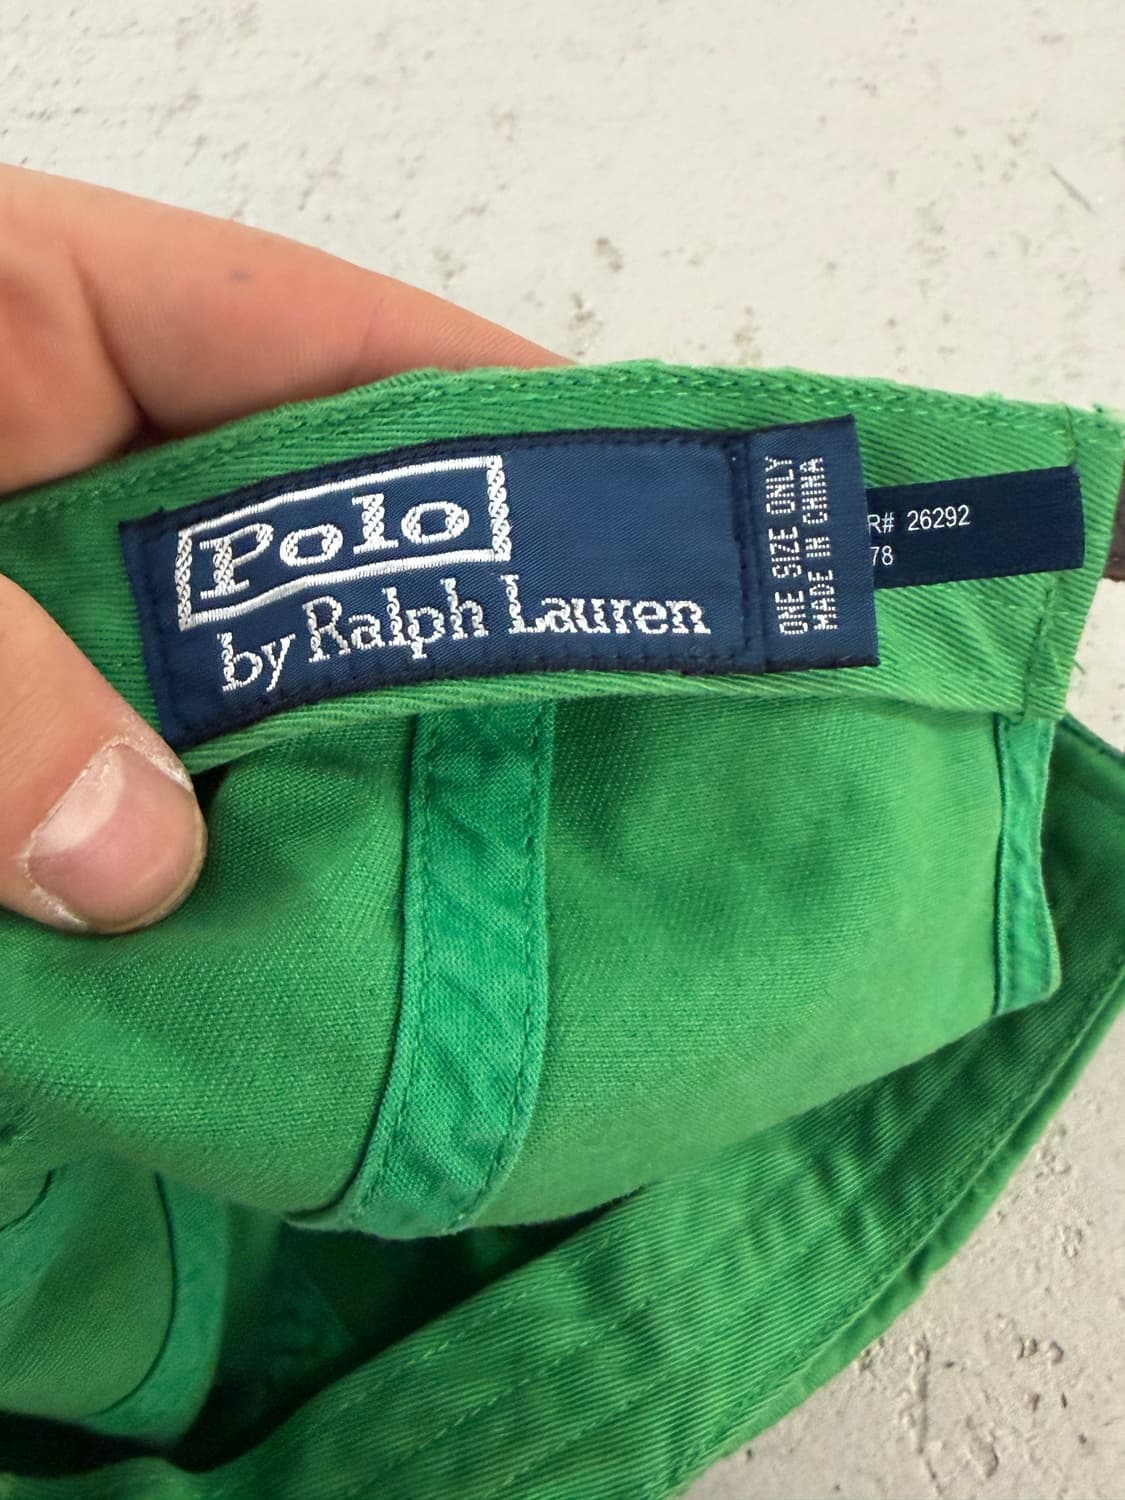 Polo
by Ralph Lauren
ONE SIZE ONLY
MADE IN CHINA
R# 26292
78